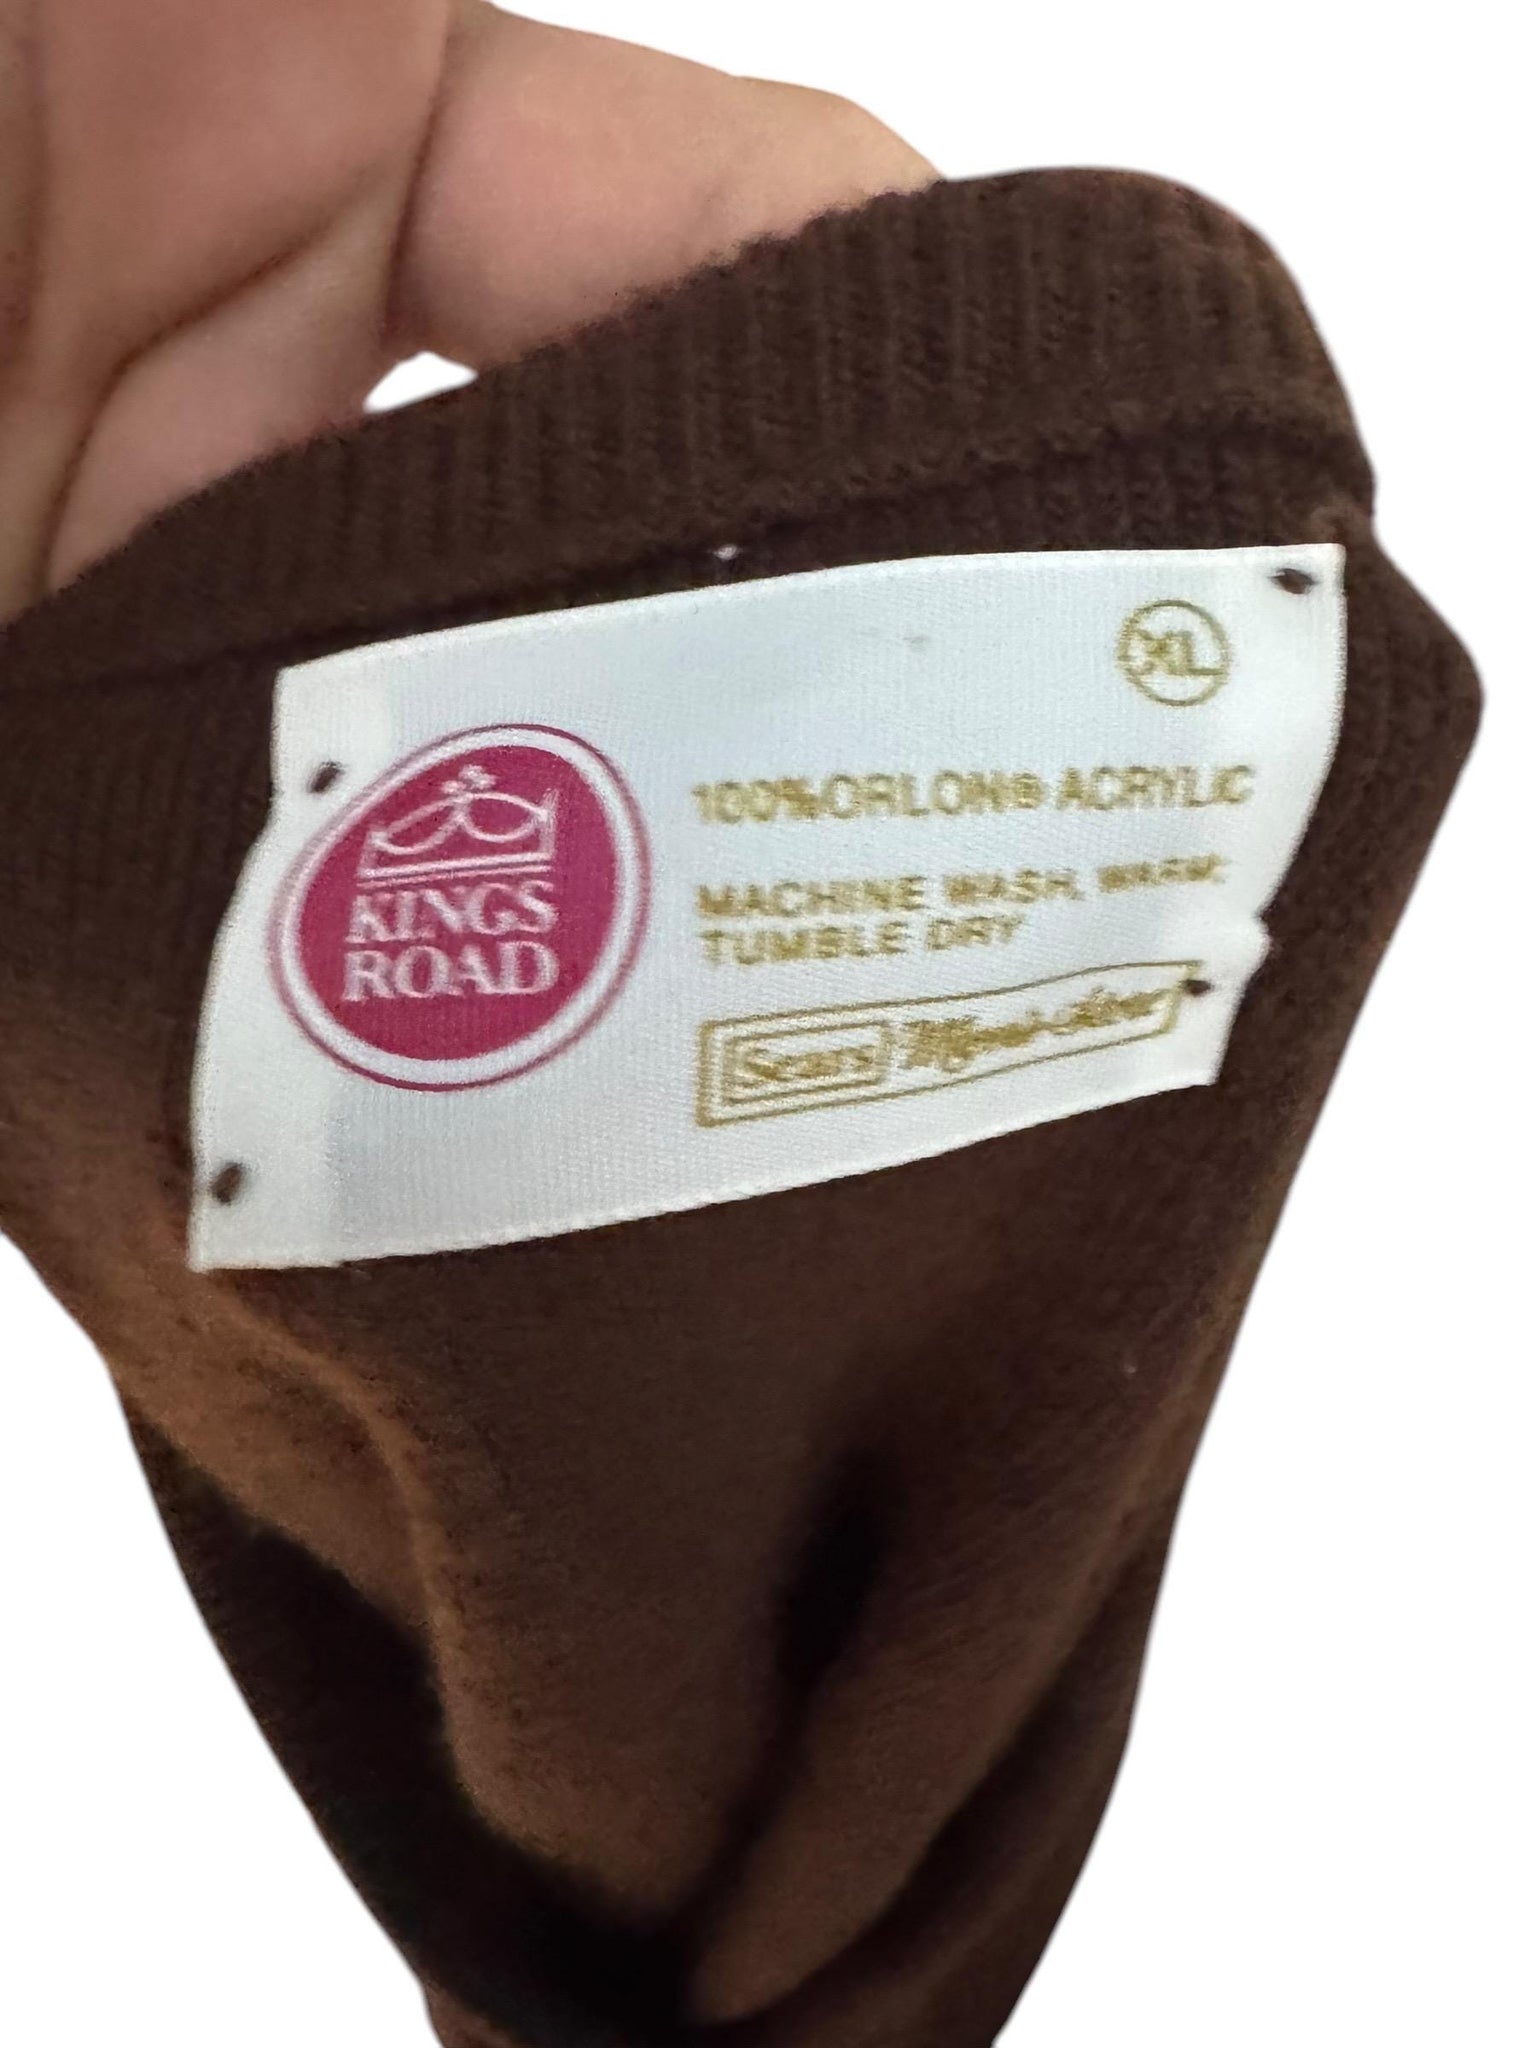 XL
KINGS
ROAD
100% ORLON® ACRYLIC
MACHINE WASH, WARM;
TUMBLE DRY
Sears